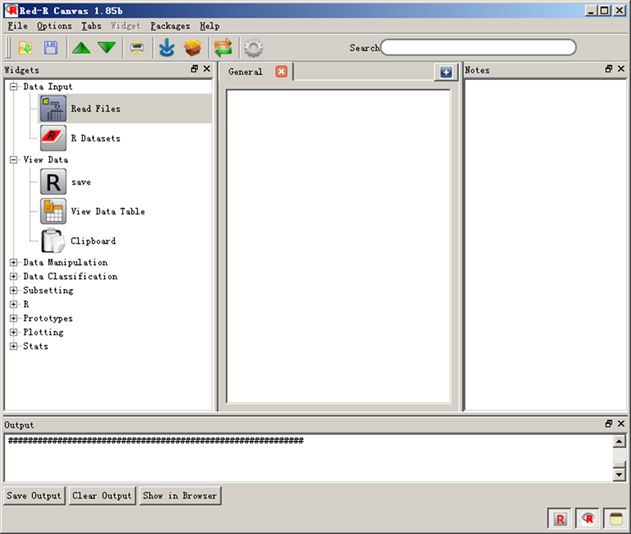 Red-R Canvas 1.85b
File Options Tabs Widget Packages Help
Search
Widgets
Data Input
Read Files
R Datasets
View Data
R save
View Data Table
Clipboard
Data Manipulation
Data Classification
Subsetting
R
Prototypes
Plotting
Stats
General
Notes
Output
############################################################
Save Output Clear Output Show in Browser
R R